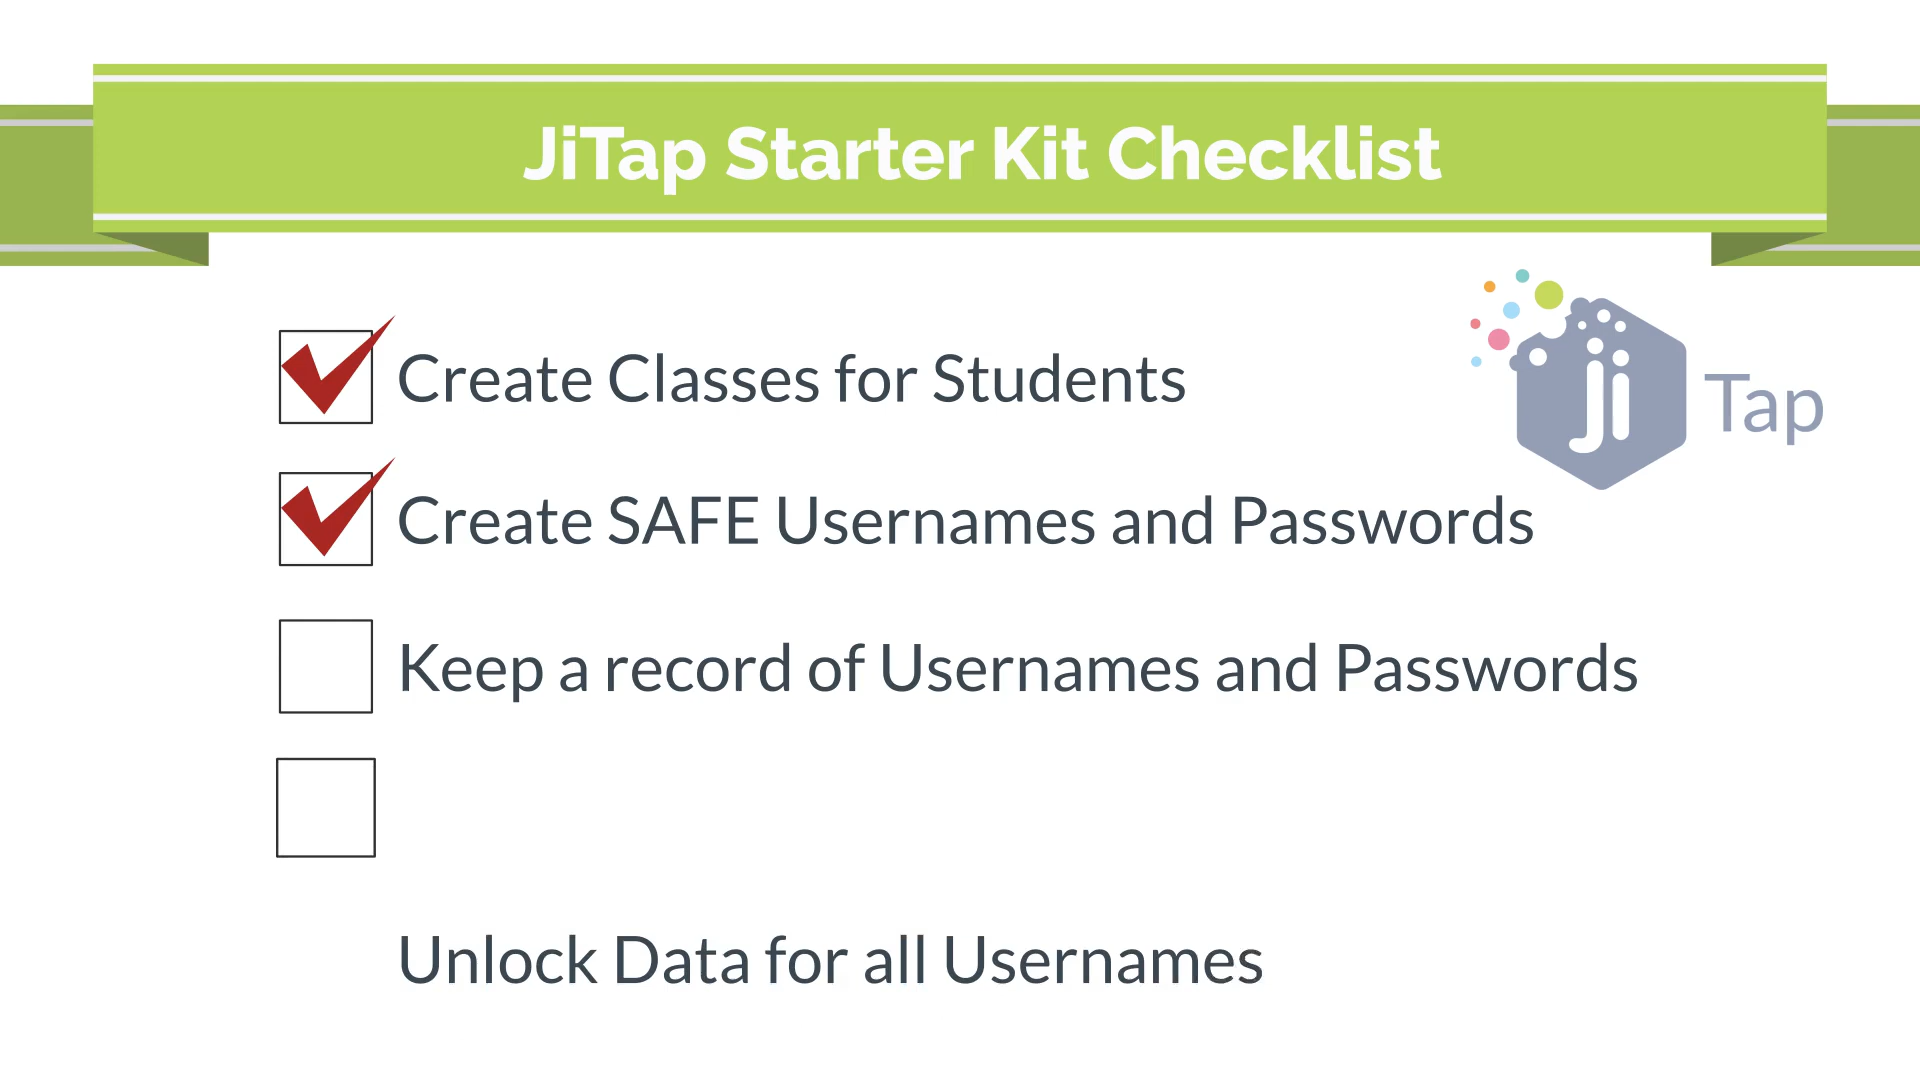 JiTap Starter Kit Checklist
Create Classes for Students
ji Tap
Create SAFE Usernames and Passwords
Keep a record of Usernames and Passwords
Unlock Data for all Usernames